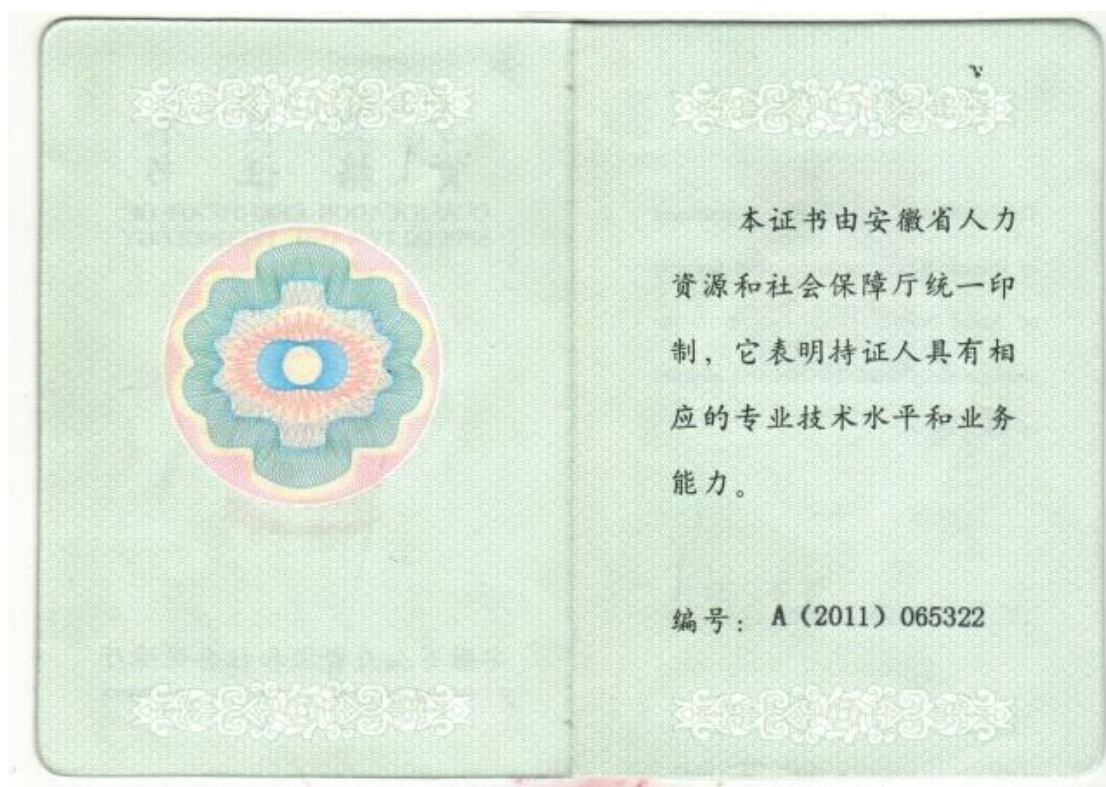 本证书由安徽省人力
资源和社会保障厅统一印
制，它表明持证人具有相
应的专业技术水平和业务
能力。
编号：A（2011）065322